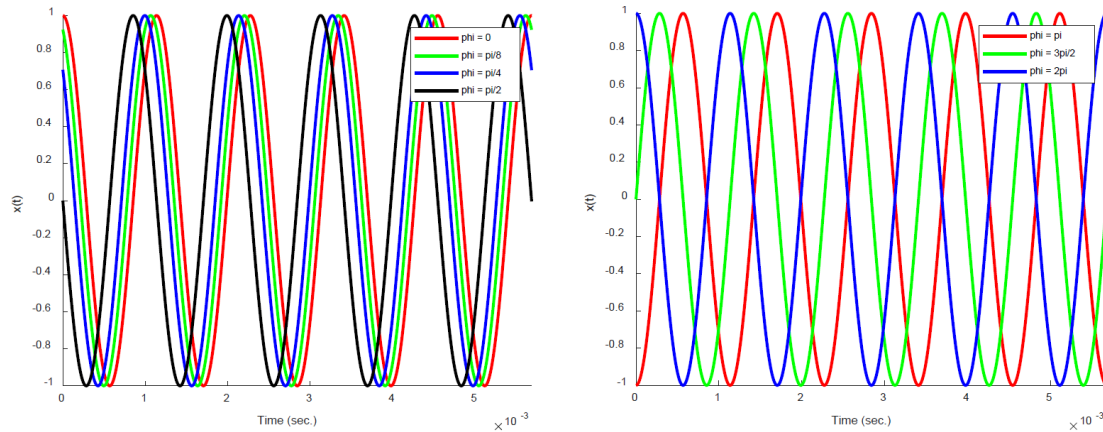 1
0.8
0.6
0.4
0.2
0
-0.2
-0.4
-0.6
-0.8
-1
x(t)
phi = 0
phi = pi/8
phi = pi/4
phi = pi/2
0 1 2 3 4 5
Time (sec.)
×10 -3
1
0.8
0.6
0.4
0.2
0
-0.2
-0.4
-0.6
-0.8
-1
x(t)
phi = pi
phi = 3pi/2
phi = 2pi
0 1 2 3 4 5
Time (sec.)
×10 -3